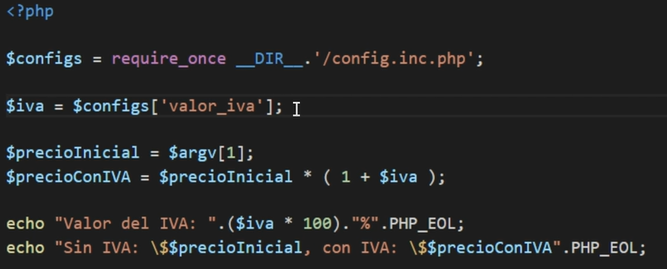 <?php
$configs = require_once __DIR__.'/config.inc.php';
$iva = $configs['valor_iva'];
$precioInicial = $argv[1];
$precioConIVA = $precioInicial * ( 1 + $iva );
echo "Valor del IVA: ".($iva * 100)."%".PHP_EOL;
echo "Sin IVA: \$$precioInicial, con IVA: \$$precioConIVA".PHP_EOL;